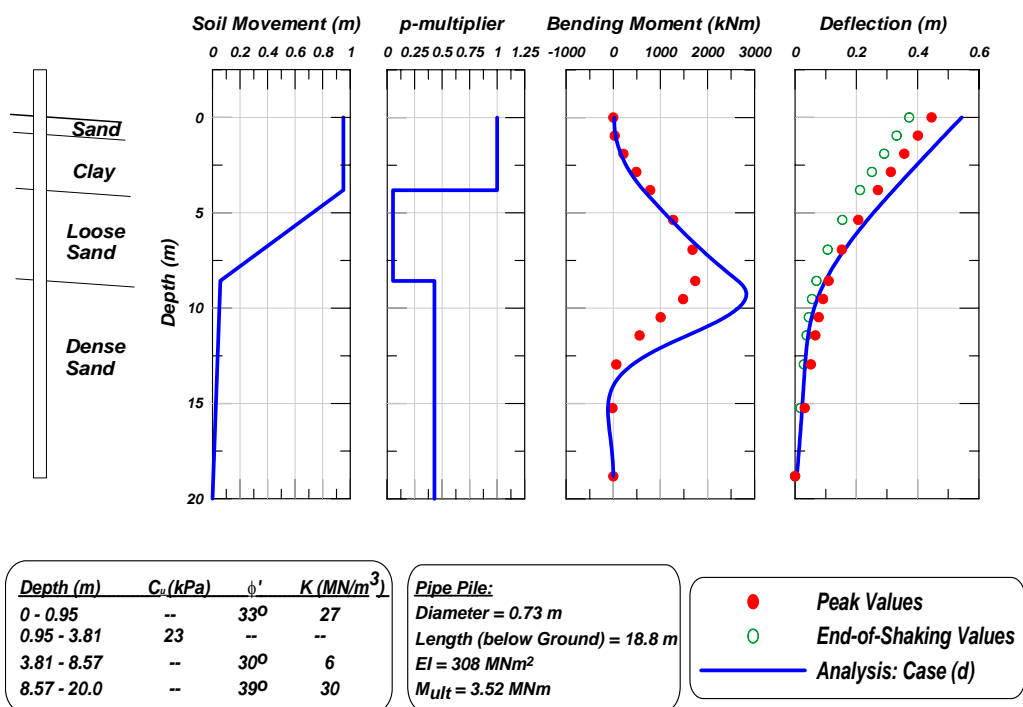 Soil Movement (m) p-multiplier Bending Moment (kNm) Deflection (m)
0 0.2 0.4 0.6 0.8 1 0 0.25 0.50.75 1 1.25 -1000 1000 3000 0 0.2 0.4 0.6
Sand
Clay
Loose
Sand
Dense
Sand
Depth (m)
0
5
10
15
20
Depth (m) Cu(kPa) ϕ' K (MN/m3)
0 - 0.95 -- 33o 27
0.95 - 3.81 23 -- --
3.81 - 8.57 -- 30o 6
8.57 - 20.0 -- 39o 30
Pipe Pile:
Diameter = 0.73 m
Length (below Ground) = 18.8 m
EI = 308 MNm2
Mult = 3.52 MNm
Peak Values
End-of-Shaking Values
Analysis: Case (d)